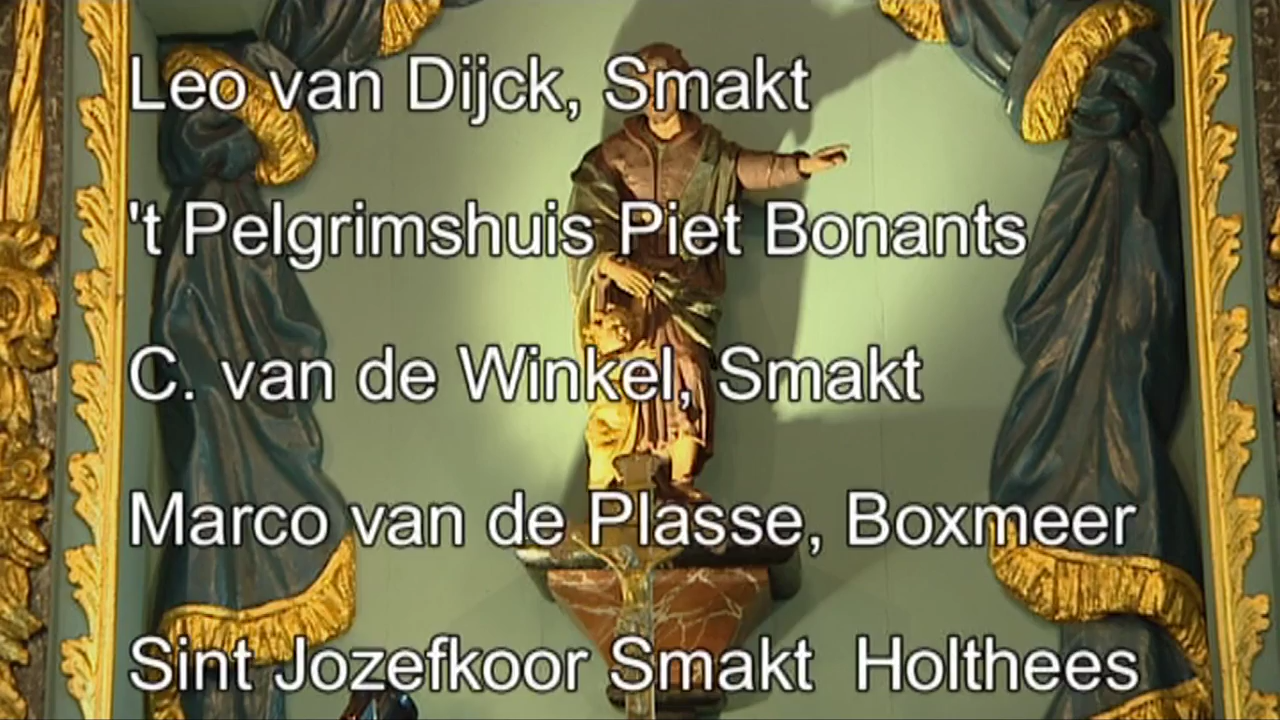 Leo van Dijck, Smakt
't Pelgrimshuis Piet Bonants
C. van de Winkel, Smakt
Marco van de Plasse, Boxmeer
Sint Jozefkoor Smakt  Holthees